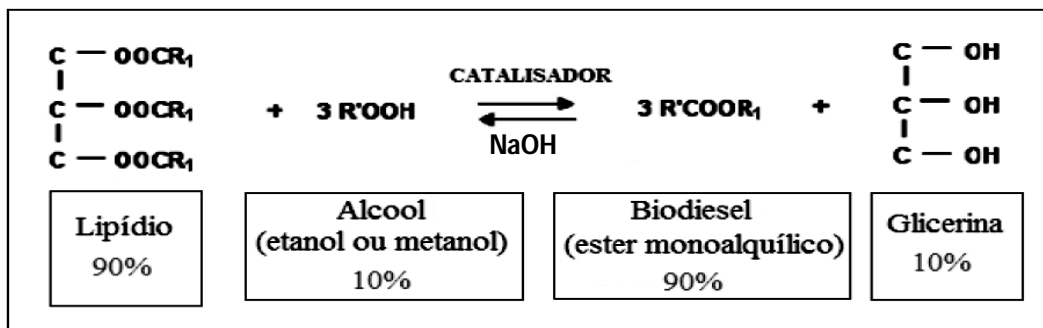 C — OOCR₁
C — OOCR₁
C — OOCR₁
+ 3 R'OOH
CATALISADOR
NaOH
3 R'COOR₁ +
C — OH
C — OH
C — OH
Lipídio
90%
Alcool
(etanol ou metanol)
10%
Biodiesel
(ester monoalquílico)
90%
Glicerina
10%